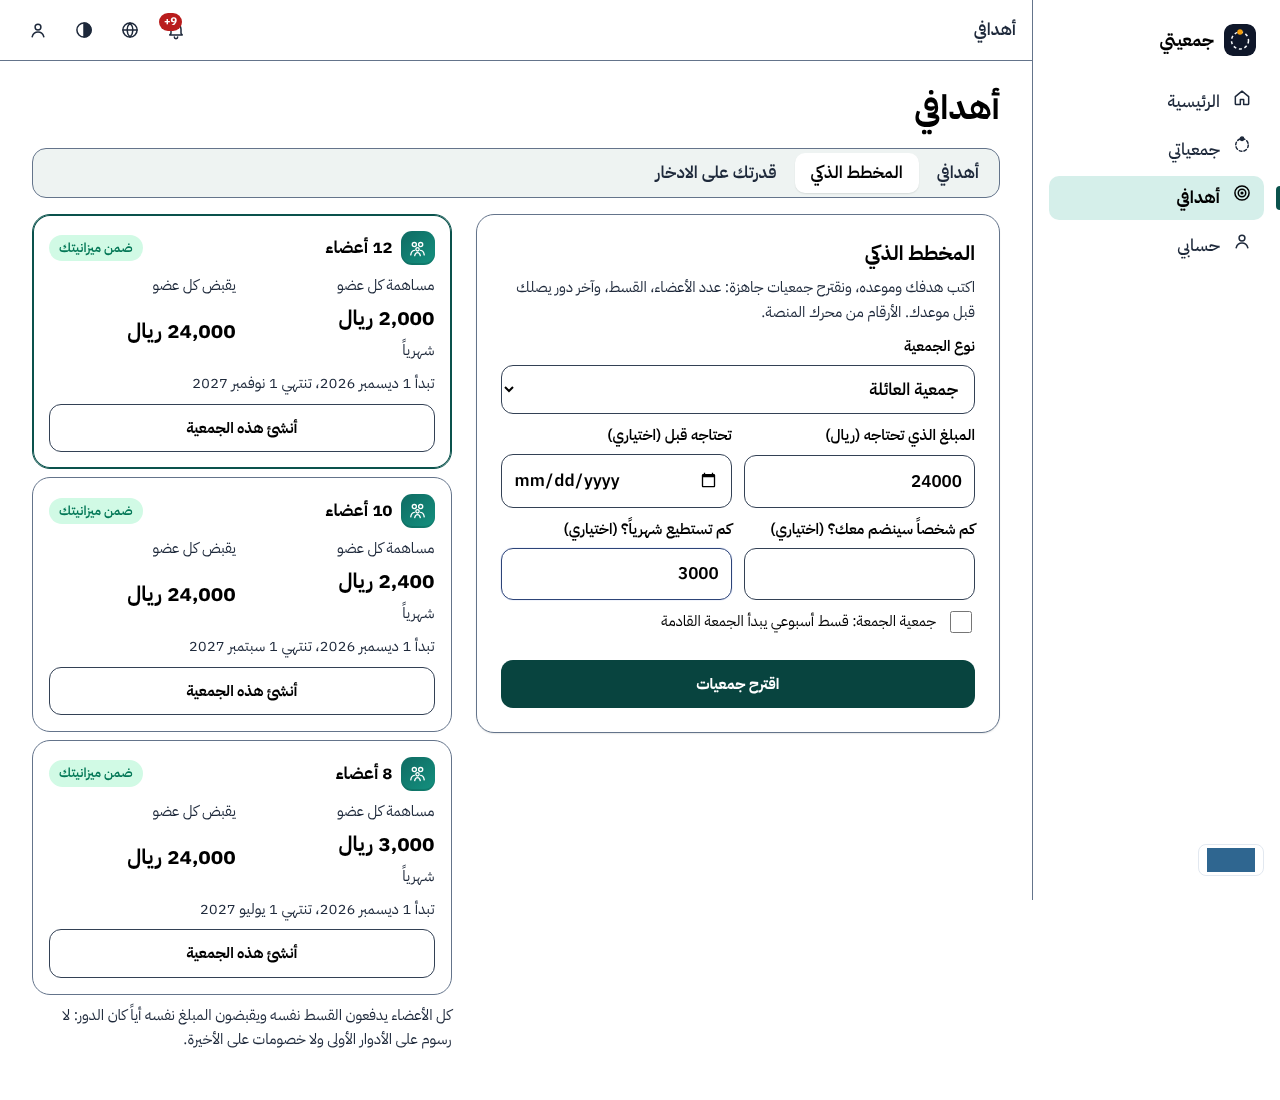 جمعيتي
الرئيسية
جمعياتي
أهدافي
حسابي
أهدافي
+9
أهدافي
أهدافي
المخطط الذكي
قدرتك على الادخار
المخطط الذكي
اكتب هدفك وموعده، ونقترح جمعيات جاهزة: عدد الأعضاء، القسط، وآخر دور يصلك
قبل موعدك. الأرقام من محرك المنصة.
نوع الجمعية
جمعية العائلة
المبلغ الذي تحتاجه (ريال)
تحتاجه قبل (اختياري)
24000
mm/dd/yyyy
كم شخصاً سينضم معك؟ (اختياري)
كم تستطيع شهرياً؟ (اختياري)
3000
جمعية الجمعة: قسط أسبوعي يبدأ الجمعة القادمة
اقترح جمعيات
12 أعضاء
ضمن ميزانيتك
مساهمة كل عضو
يقبض كل عضو
2,000 ريال
24,000 ريال
شهرياً
تبدأ 1 ديسمبر 2026، تنتهي 1 نوفمبر 2027
أنشئ هذه الجمعية
10 أعضاء
ضمن ميزانيتك
مساهمة كل عضو
يقبض كل عضو
2,400 ريال
24,000 ريال
شهرياً
تبدأ 1 ديسمبر 2026، تنتهي 1 سبتمبر 2027
أنشئ هذه الجمعية
8 أعضاء
ضمن ميزانيتك
مساهمة كل عضو
يقبض كل عضو
3,000 ريال
24,000 ريال
شهرياً
تبدأ 1 ديسمبر 2026، تنتهي 1 يوليو 2027
أنشئ هذه الجمعية
كل الأعضاء يدفعون القسط نفسه ويقبضون المبلغ نفسه أياً كان الدور: لا
رسوم على الأدوار الأولى ولا خصومات على الأخيرة.